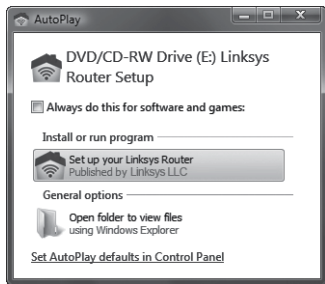 AutoPlay
DVD/CD-RW Drive (E:) Linksys
Router Setup
Always do this for software and games:
Install or run program
Set up your Linksys Router
Published by Linksys LLC
General options
Open folder to view files
using Windows Explorer
Set AutoPlay defaults in Control Panel